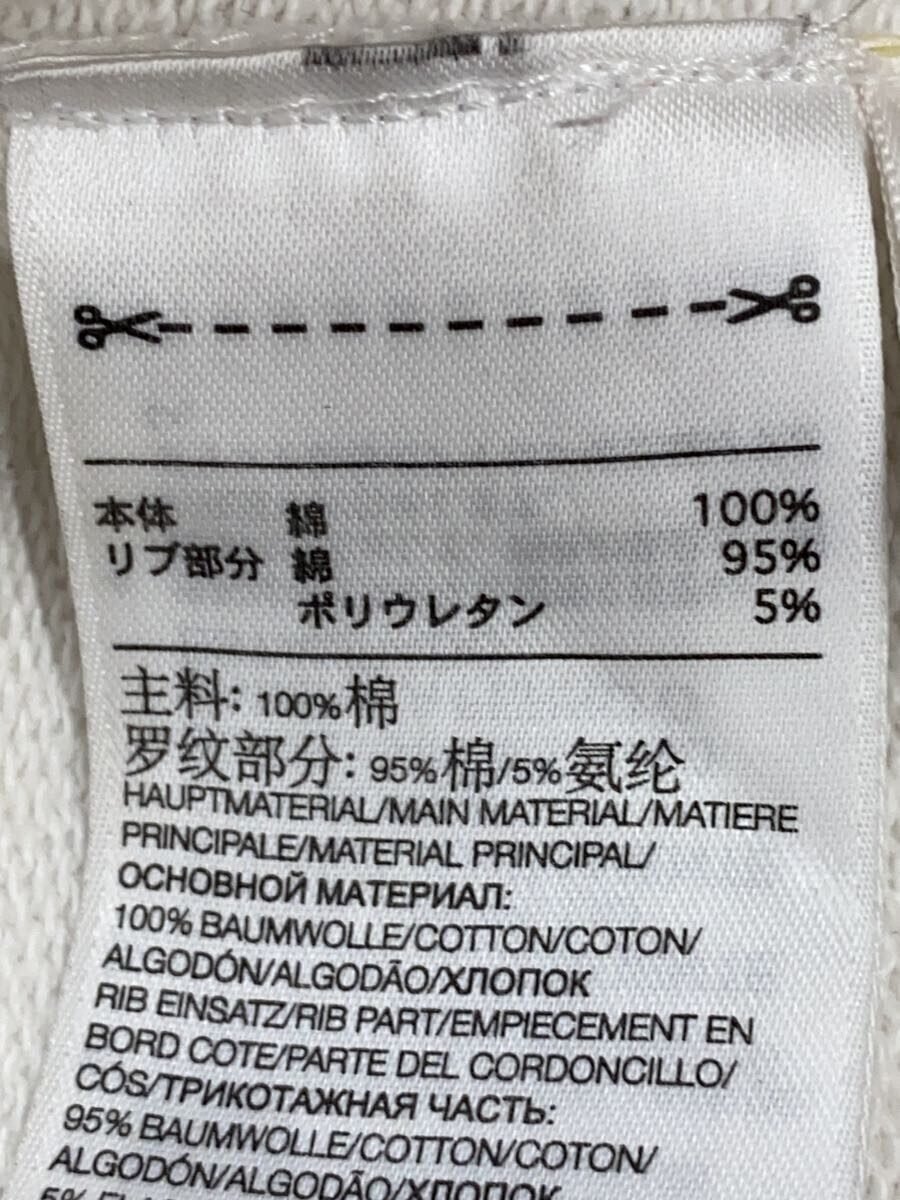 本体 綿 100%
リブ部分 綿 95%
ポリウレタン 5%
主料: 100%棉
罗纹部分: 95%棉/5%氨纶
HAUPTMATERIAL/MAIN MATERIAL/MATIERE
PRINCIPALE/MATERIAL PRINCIPAL/
ОСНОВНОЙ МАТЕРИАЛ:
100% BAUMWOLLE/COTTON/COTON/
ALGODÓN/ALGODÃO/ХЛОПОК
RIB EINSATZ/RIB PART/EMPIECEMENT EN
BORD COTE/PARTE DEL CORDONCILLO/
CÓS/ТРИКОТАЖНАЯ ЧАСТЬ:
95% BAUMWOLLE/COTTON/COTON/
ALGODÓN/ALGODÃO/ХЛОПОК
5%